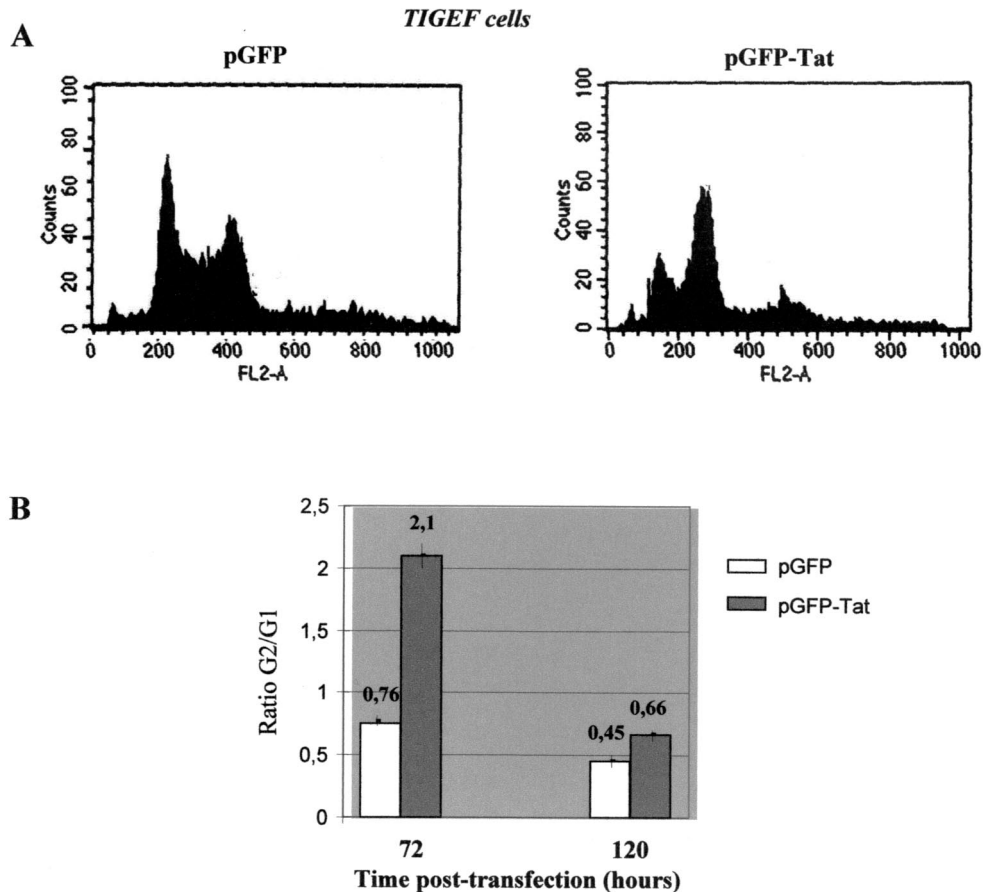 TIGEF cells
A
pGFP
pGFP-Tat
100
80
60
40
20
0
Counts
0 200 400 600 800 1000
FL2-A
100
80
60
40
20
0
Counts
0 200 400 600 800 1000
FL2-A
B
2,5
2
1,5
1
0,5
0
Ratio G2/G1
0,76
2,1
0,45
0,66
pGFP
pGFP-Tat
72 120
Time post-transfection (hours)